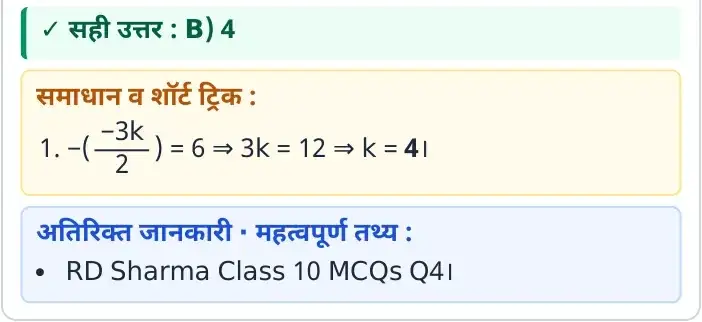 ✓ सही उत्तर : B) 4
समाधान व शॉर्ट ट्रिक :
1. −(−3k/2) = 6 ⇒ 3k = 12 ⇒ k = 4।
अतिरिक्त जानकारी · महत्वपूर्ण तथ्य :
• RD Sharma Class 10 MCQs Q4।